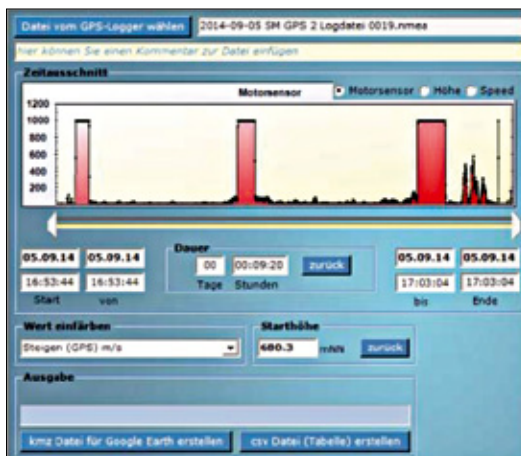 Datei vom GPS-Logger wählen 2014-09-05 SM GPS 2 Logdatei 0019.nmea
hier können Sie einen Kommentar zur Datei einfügen
Zeitausschnitt
Motorsensor Motorsensor Höhe Speed
1200
1000
800
600
400
200
05.09.14 05.09.14 Dauer 05.09.14 05.09.14
16:53:44 16:53:44 00 00:09:20 zurück 17:03:04 17:03:04
Start von Tage Stunden bis Ende
Wert einfärben Starthöhe
Steigen (GPS) m/s 680.3 mNN zurück
Ausgabe
kmz Datei für Google Earth erstellen csv Datei (Tabelle) erstellen